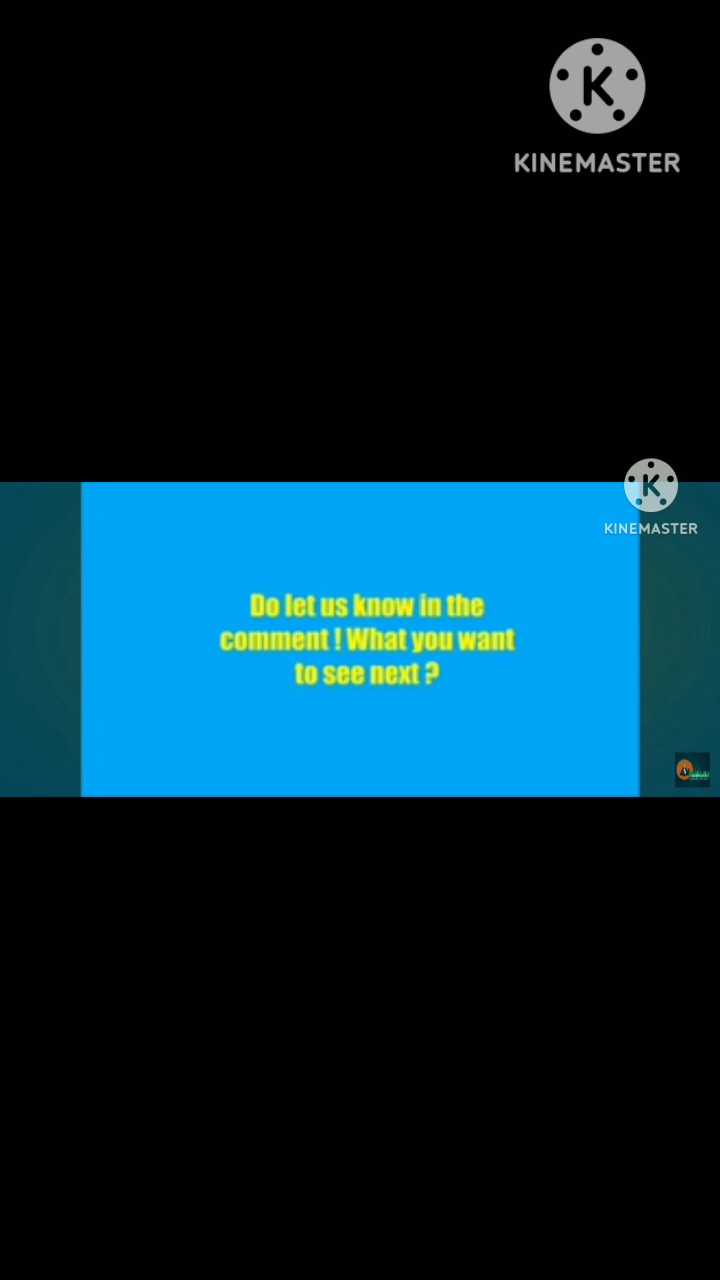 KINEMASTER
KINEMASTER
Do let us know in the
comment ! What you want
to see next ?